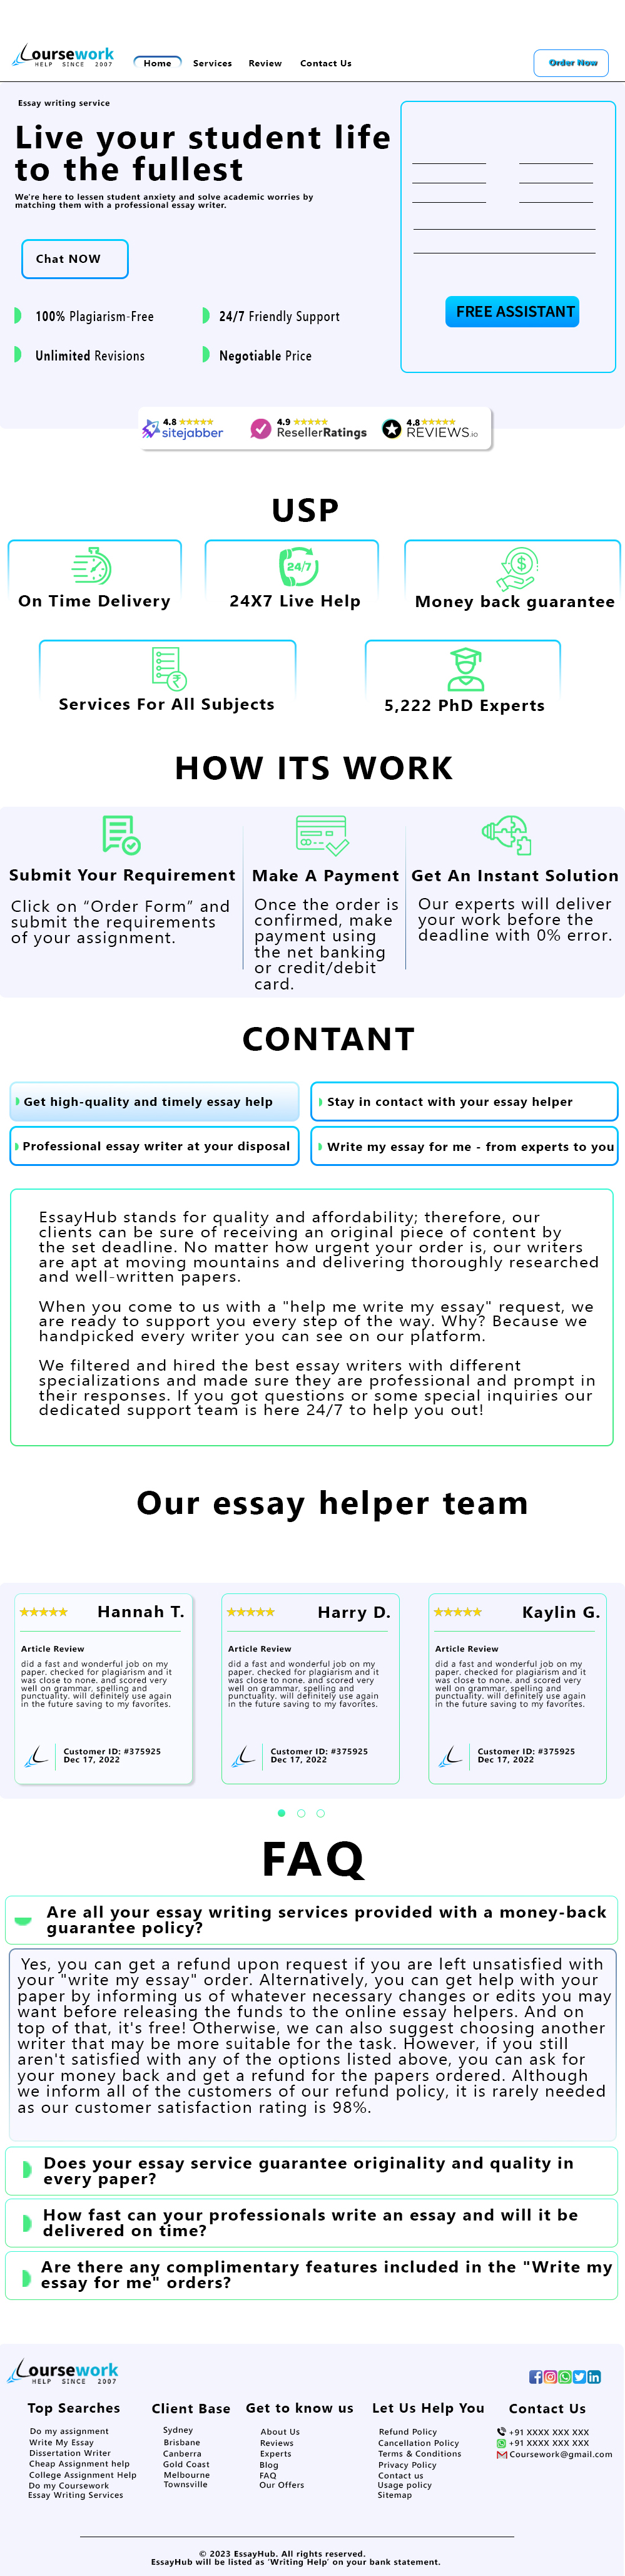 Coursework
HELP SINCE 2007
Home Services Review Contact Us
Order Now
Essay writing service
Live your student life
to the fullest
We're here to lessen student anxiety and solve academic worries by
matching them with a professional essay writer.
Chat NOW
100% Plagiarism-Free
24/7 Friendly Support
Unlimited Revisions
Negotiable Price
FREE ASSISTANT
4.8
sitejabber
4.9
ResellerRatings
4.8
REVIEWS.io
USP
On Time Delivery
24/7
24X7 Live Help
$
Money back guarantee
₹
Services For All Subjects
5,222 PhD Experts
HOW ITS WORK
Submit Your Requirement
Click on “Order Form” and
submit the requirements
of your assignment.
Make A Payment
Once the order is
confirmed, make
payment using
the net banking
or credit/debit
card.
Get An Instant Solution
Our experts will deliver
your work before the
deadline with 0% error.
CONTANT
Get high-quality and timely essay help
Stay in contact with your essay helper
Professional essay writer at your disposal
Write my essay for me - from experts to you
EssayHub stands for quality and affordability; therefore, our
clients can be sure of receiving an original piece of content by
the set deadline. No matter how urgent your order is, our writers
are apt at moving mountains and delivering thoroughly researched
and well-written papers.
When you come to us with a "help me write my essay" request, we
are ready to support you every step of the way. Why? Because we
handpicked every writer you can see on our platform.
We filtered and hired the best essay writers with different
specializations and made sure they are professional and prompt in
their responses. If you got questions or some special inquiries our
dedicated support team is here 24/7 to help you out!
Our essay helper team
Hannah T.
Article Review
did a fast and wonderful job on my
paper. checked for plagiarism and it
was close to none. and scored very
well on grammar, spelling and
punctuality. will definitely use again
in the future saving to my favorites.
Customer ID: #375925
Dec 17, 2022
Harry D.
Article Review
did a fast and wonderful job on my
paper. checked for plagiarism and it
was close to none. and scored very
well on grammar, spelling and
punctuality. will definitely use again
in the future saving to my favorites.
Customer ID: #375925
Dec 17, 2022
Kaylin G.
Article Review
did a fast and wonderful job on my
paper. checked for plagiarism and it
was close to none. and scored very
well on grammar, spelling and
punctuality. will definitely use again
in the future saving to my favorites.
Customer ID: #375925
Dec 17, 2022
FAQ
Are all your essay writing services provided with a money-back
guarantee policy?
Yes, you can get a refund upon request if you are left unsatisfied with
your "write my essay" order. Alternatively, you can get help with your
paper by informing us of whatever necessary changes or edits you may
want before releasing the funds to the online essay helpers. And on
top of that, it's free! Otherwise, we can also suggest choosing another
writer that may be more suitable for the task. However, if you still
aren't satisfied with any of the options listed above, you can ask for
your money back and get a refund for the papers ordered. Although
we inform all of the customers of our refund policy, it is rarely needed
as our customer satisfaction rating is 98%.
Does your essay service guarantee originality and quality in
every paper?
How fast can your professionals write an essay and will it be
delivered on time?
Are there any complimentary features included in the "Write my
essay for me" orders?
Coursework
HELP SINCE 2007
Top Searches
Do my assignment
Write My Essay
Dissertation Writer
Cheap Assignment help
College Assignment Help
Do my Coursework
Essay Writing Services
Client Base
Sydney
Brisbane
Canberra
Gold Coast
Melbourne
Townsville
Get to know us
About Us
Reviews
Experts
Blog
FAQ
Our Offers
Let Us Help You
Refund Policy
Cancellation Policy
Terms & Conditions
Privacy Policy
Contact us
Usage policy
Sitemap
Contact Us
+91 XXXX XXX XXX
+91 XXXX XXX XXX
Coursework@gmail.com
© 2023 EssayHub. All rights reserved.
EssayHub will be listed as ‘Writing Help’ on your bank statement.